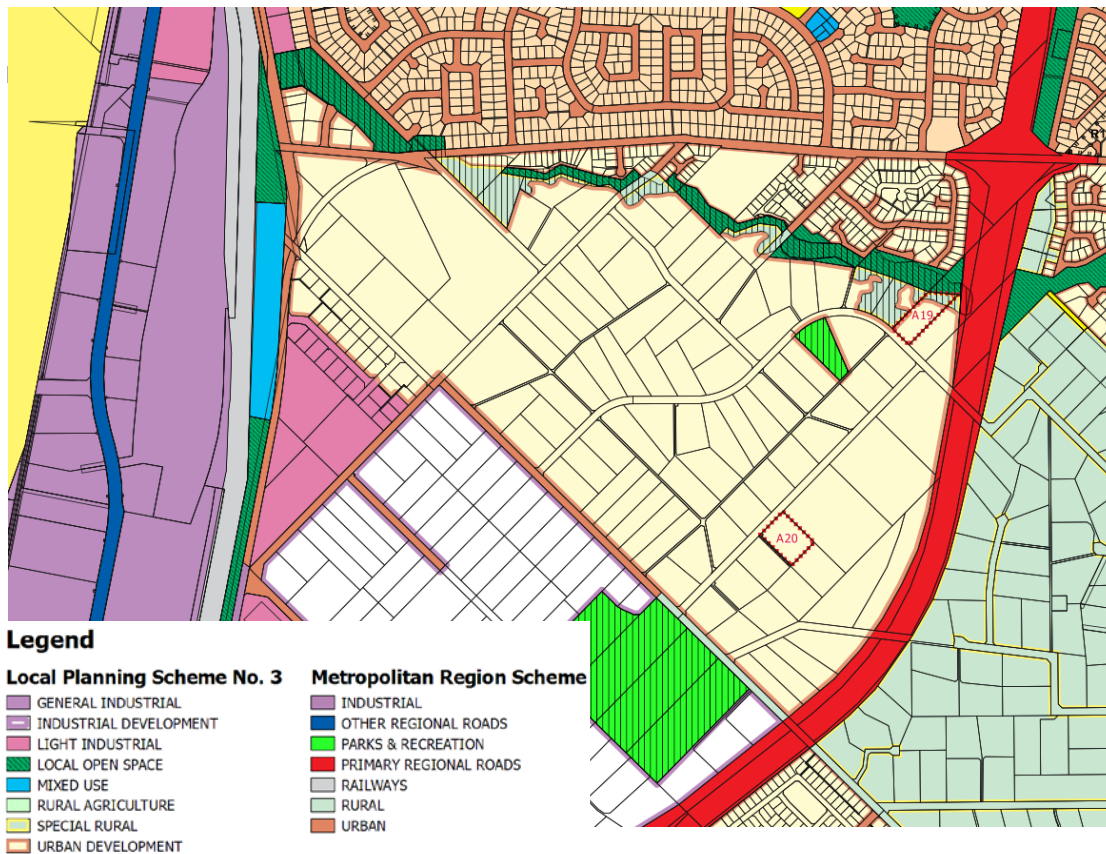 A19
A20
Legend
Local Planning Scheme No. 3
GENERAL INDUSTRIAL
INDUSTRIAL DEVELOPMENT
LIGHT INDUSTRIAL
LOCAL OPEN SPACE
MIXED USE
RURAL AGRICULTURE
SPECIAL RURAL
URBAN DEVELOPMENT
Metropolitan Region Scheme
INDUSTRIAL
OTHER REGIONAL ROADS
PARKS & RECREATION
PRIMARY REGIONAL ROADS
RAILWAYS
RURAL
URBAN